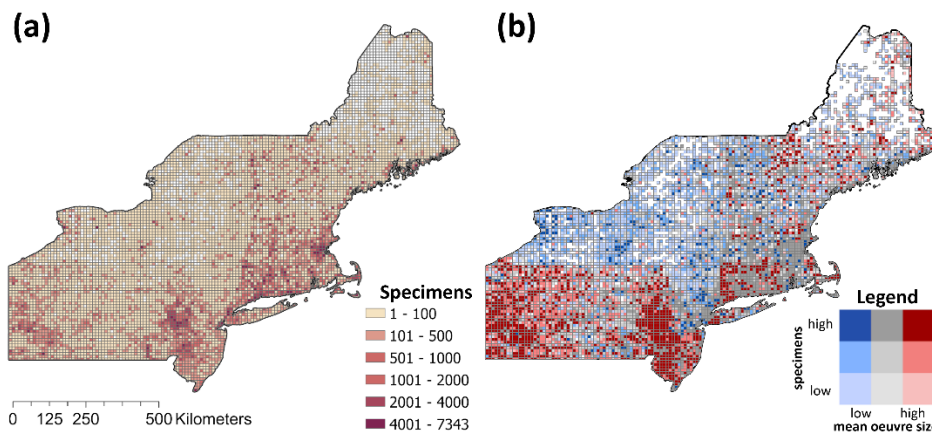 (a)
(b)
Specimens
1 - 100
101 - 500
501 - 1000
1001 - 2000
2001 - 4000
4001 - 7343
0 125 250 500 Kilometers
Legend
high
specimens
low
low high
mean oeuvre size